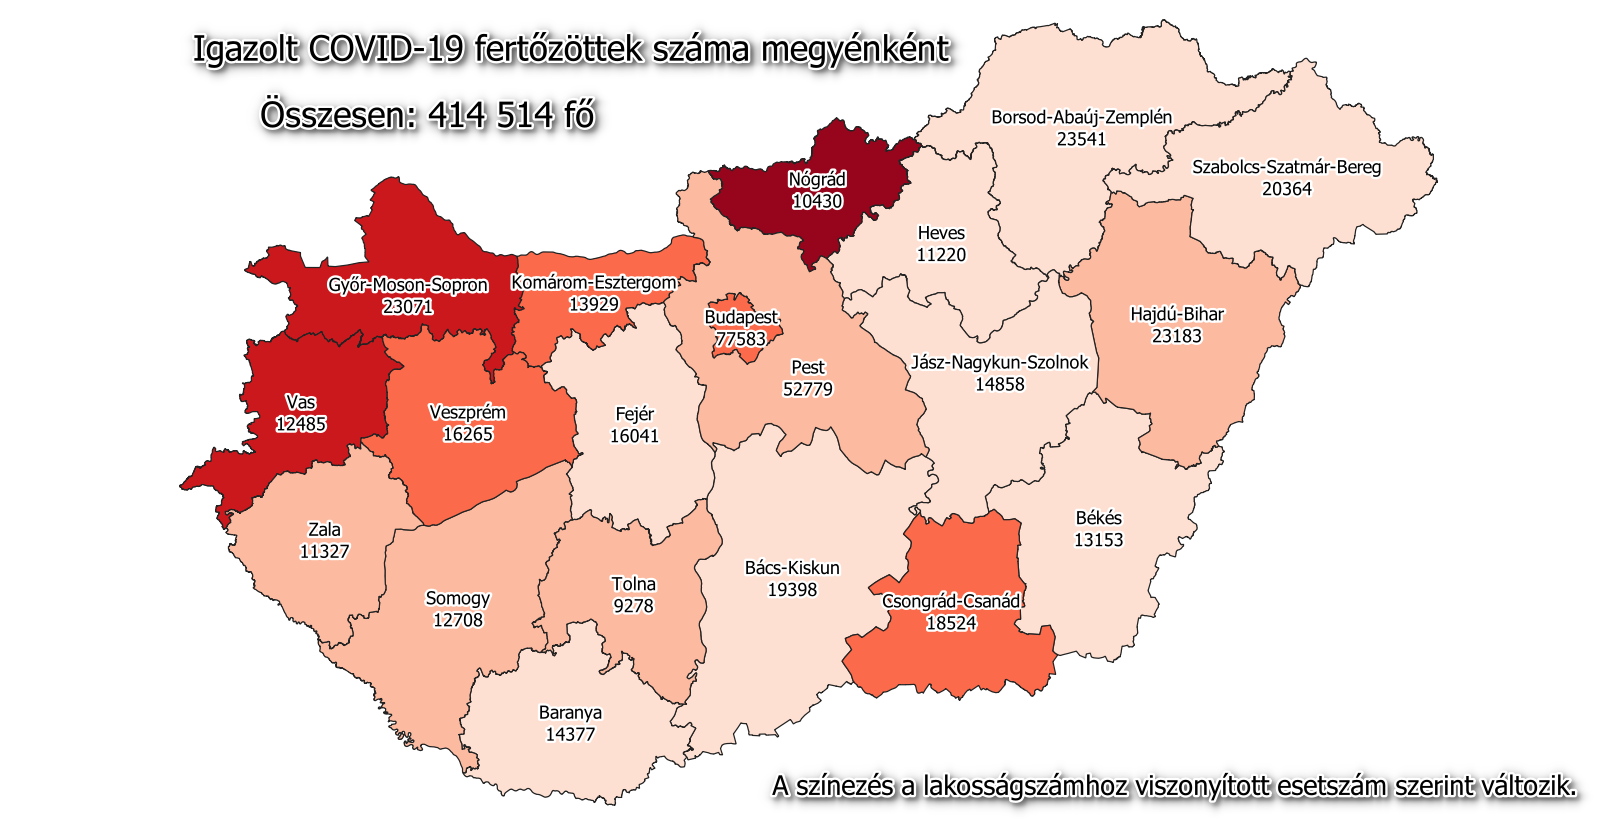 Igazolt COVID-19 fertőzöttek száma megyénként
Összesen: 414 514 fő
Borsod-Abaúj-Zemplén
23541
Szabolcs-Szatmár-Bereg
20364
Nógrád
10430
Heves
11220
Győr-Moson-Sopron
23071
Komárom-Esztergom
13929
Budapest
77583
Hajdú-Bihar
23183
Pest
52779
Jász-Nagykun-Szolnok
14858
Vas
12485
Veszprém
16265
Fejér
16041
Zala
11327
Békés
13153
Bács-Kiskun
19398
Tolna
9278
Somogy
12708
Csongrád-Csanád
18524
Baranya
14377
A színezés a lakosságszámhoz viszonyított esetszám szerint változik.